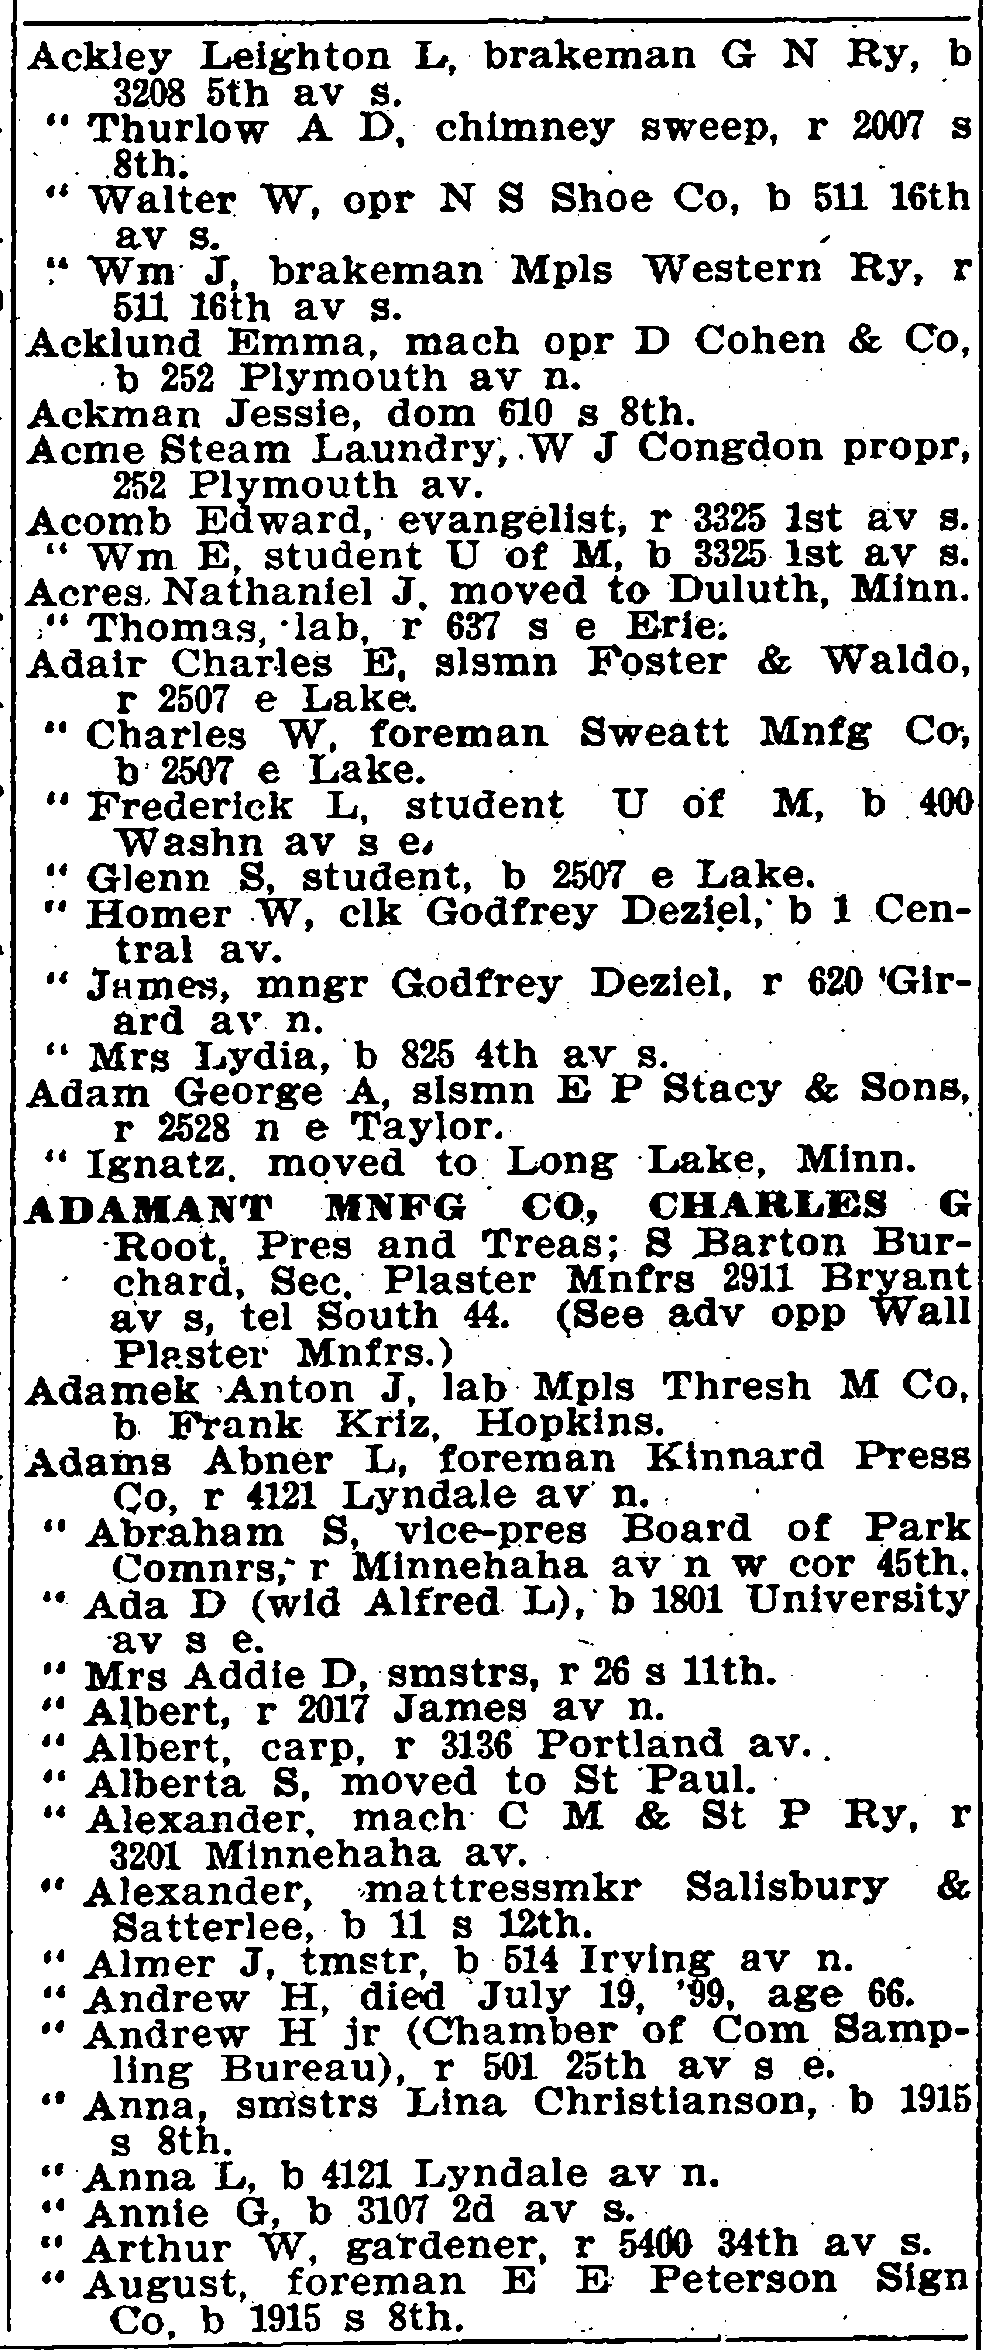 Ackley Leighton L, brakeman G N Ry, b
3208 5th av s.
" Thurlow A D, chimney sweep, r 2007 s
8th.
" Walter W, opr N S Shoe Co, b 511 16th
av s.
" Wm J, brakeman Mpls Western Ry, r
511 16th av s.
Acklund Emma, mach opr D Cohen & Co,
b 252 Plymouth av n.
Ackman Jessie, dom 610 s 8th.
Acme Steam Laundry, W J Congdon propr,
252 Plymouth av.
Acomb Edward, evangelist, r 3325 1st av s.
" Wm E, student U of M, b 3325 1st av s.
Acres Nathaniel J, moved to Duluth, Minn.
" Thomas, lab, r 637 s e Erie.
Adair Charles E, slsmn Foster & Waldo,
r 2507 e Lake.
" Charles W, foreman Sweatt Mnfg Co,
b 2507 e Lake.
" Frederick L, student U of M, b 400
Washn av s e.
" Glenn S, student, b 2507 e Lake.
" Homer W, clk Godfrey Deziel, b 1 Cen-
tral av.
" James, mngr Godfrey Deziel, r 620 Gir-
ard av n.
" Mrs Lydia, b 825 4th av s.
Adam George A, slsmn E P Stacy & Sons,
r 2528 n e Taylor.
" Ignatz, moved to Long Lake, Minn.
ADAMANT MNFG CO, CHARLES G
Root, Pres and Treas; S Barton Bur-
chard, Sec, Plaster Mnfrs 2911 Bryant
av s, tel South 44. (See adv opp Wall
Plaster Mnfrs.)
Adamek Anton J, lab Mpls Thresh M Co,
b Frank Kriz, Hopkins.
Adams Abner L, foreman Kinnard Press
Co, r 4121 Lyndale av n.
" Abraham S, vice-pres Board of Park
Comnrs, r Minnehaha av n w cor 45th.
" Ada D (wid Alfred L), b 1801 University
av s e.
" Mrs Addie D, smstrs, r 26 s 11th.
" Albert, r 2017 James av n.
" Albert, carp, r 3136 Portland av.
" Alberta S, moved to St Paul.
" Alexander, mach C M & St P Ry, r
3201 Minnehaha av.
" Alexander, mattressmkr Salisbury &
Satterlee, b 11 s 12th.
" Almer J, tmstr, b 514 Irving av n.
" Andrew H, died July 19, '99, age 66.
" Andrew H jr (Chamber of Com Samp-
ling Bureau), r 501 25th av s e.
" Anna, smstrs Lina Christianson, b 1915
s 8th.
" Anna L, b 4121 Lyndale av n.
" Annie G, b 3107 2d av s.
" Arthur W, gardener, r 5400 34th av s.
" August, foreman E E Peterson Sign
Co, b 1915 s 8th.